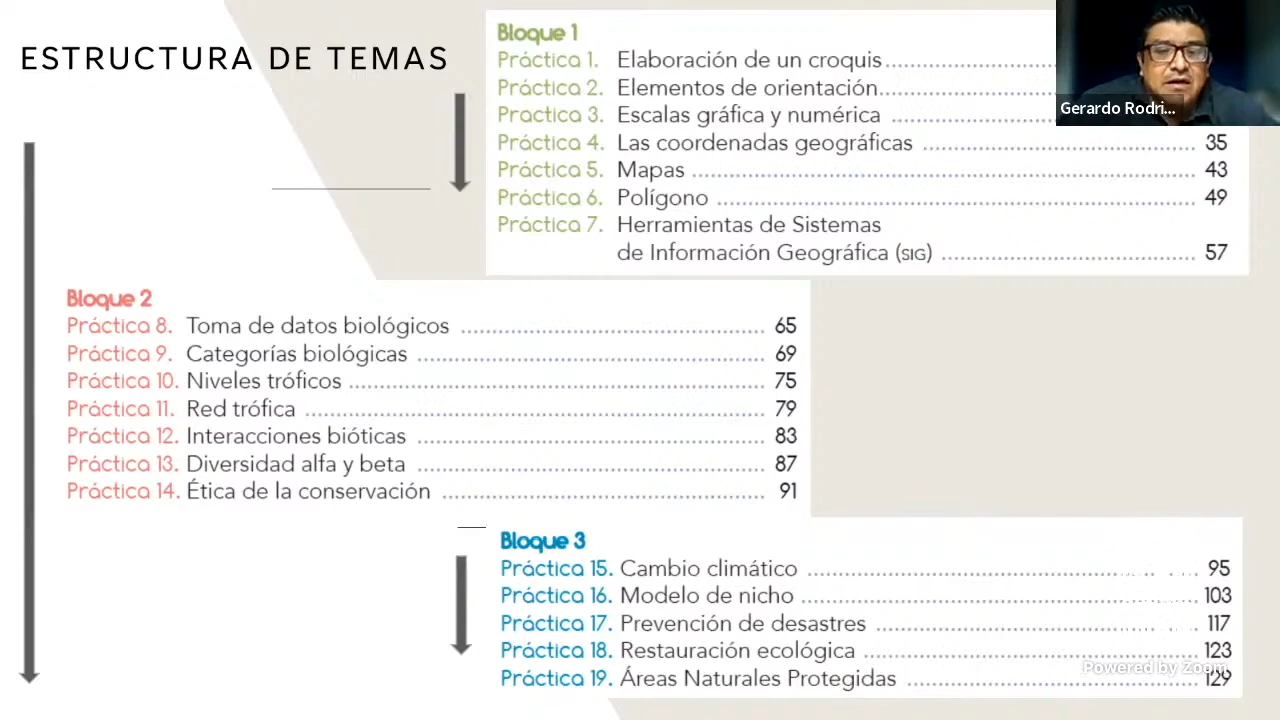 ESTRUCTURA DE TEMAS
Bloque 1
Práctica 1. Elaboración de un croquis
Práctica 2. Elementos de orientación
Practica 3. Escalas gráfica y numérica
Práctica 4. Las coordenadas geográficas 35
Práctica 5. Mapas 43
Práctica 6. Polígono 49
Práctica 7. Herramientas de Sistemas
de Información Geográfica (SIG) 57
Gerardo Rodri...
Bloque 2
Práctica 8. Toma de datos biológicos 65
Práctica 9. Categorías biológicas 69
Práctica 10. Niveles tróficos 75
Práctica 11. Red trófica 79
Práctica 12. Interacciones bióticas 83
Práctica 13. Diversidad alfa y beta 87
Práctica 14. Ética de la conservación 91
Bloque 3
Práctica 15. Cambio climático 95
Práctica 16. Modelo de nicho 103
Práctica 17. Prevención de desastres 117
Práctica 18. Restauración ecológica 123
Práctica 19. Áreas Naturales Protegidas 129
Powered by Zoom